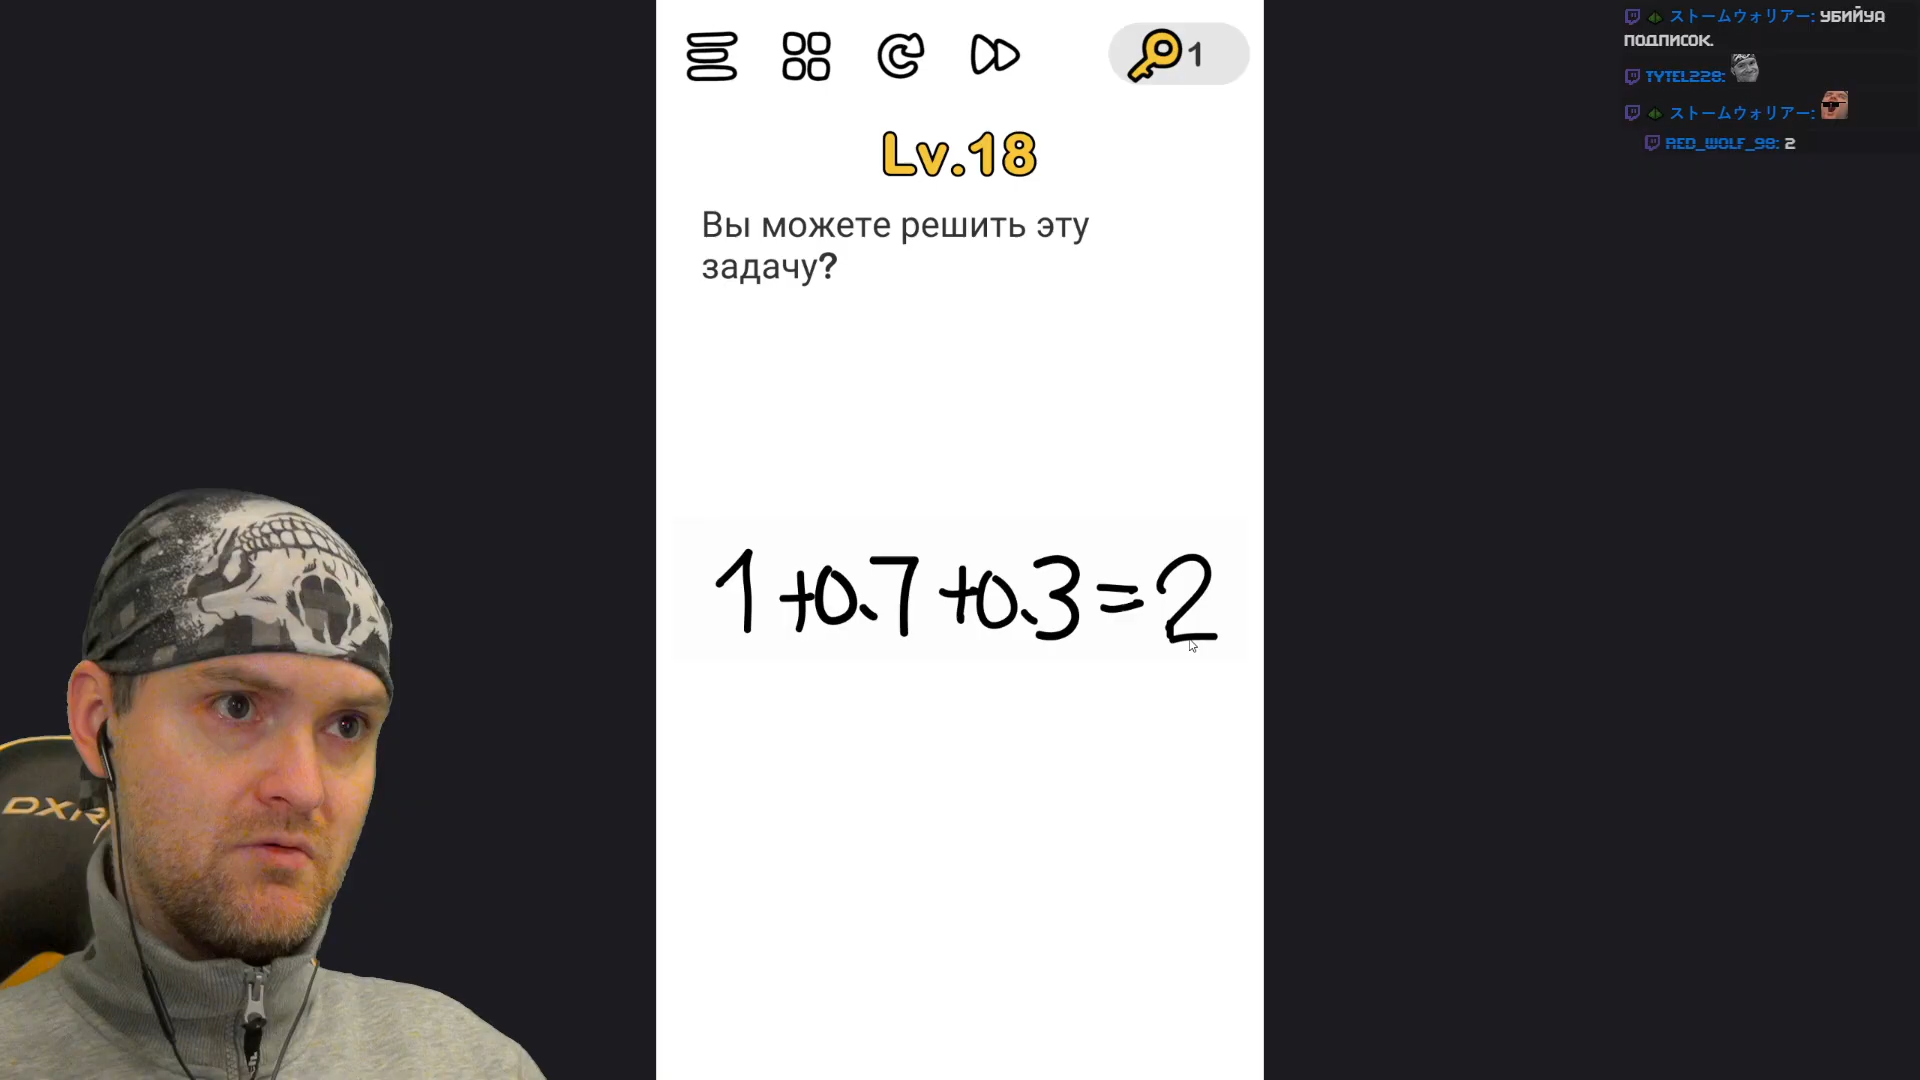 1
Lv.18
Вы можете решить эту
задачу?
1+0.7+0.3=2
ストームウォリアー: УБИЙЦА
ПОДПИСОК.
TYTEL228:
ストームウォリアー:
RED_WOLF_98: 2
DXR